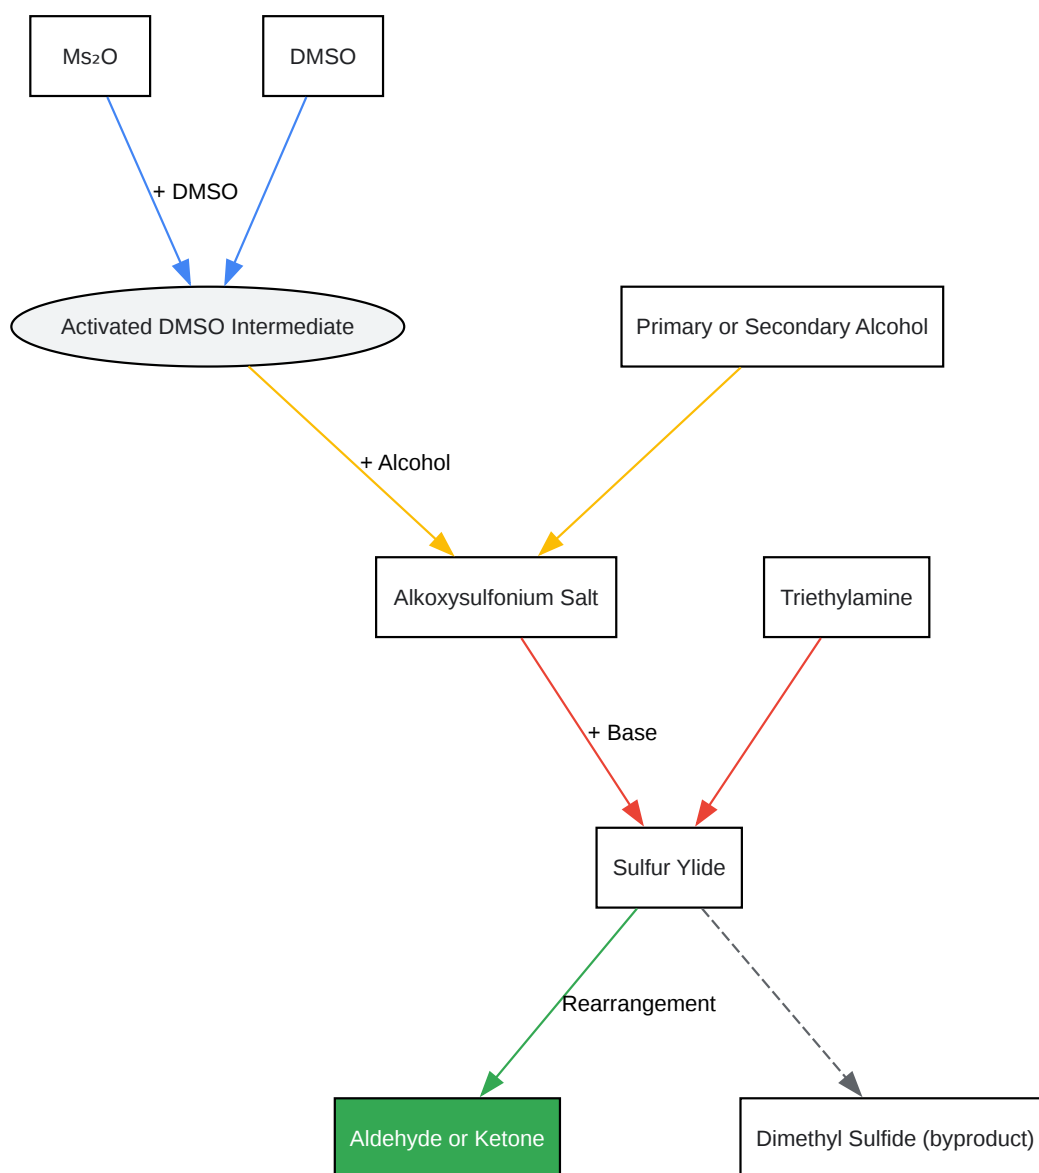 Ms₂O
DMSO
+ DMSO
Activated DMSO Intermediate
Primary or Secondary Alcohol
+ Alcohol
Alkoxysulfonium Salt
Triethylamine
+ Base
Sulfur Ylide
Rearrangement
Aldehyde or Ketone
Dimethyl Sulfide (byproduct)